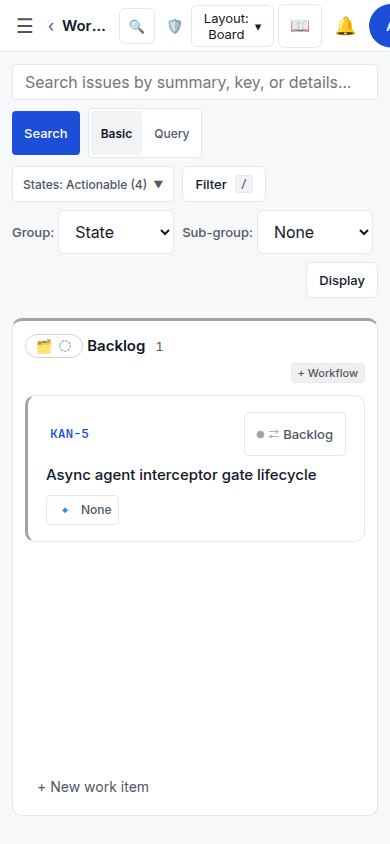 ‹ Wor...
Layout: Board ▾
Search issues by summary, key, or details...
Search Basic Query
States: Actionable (4) ▼ Filter /
Group: State Sub-group: None
Display
Backlog 1
+ Workflow
KAN-5 Backlog
Async agent interceptor gate lifecycle
None
+ New work item